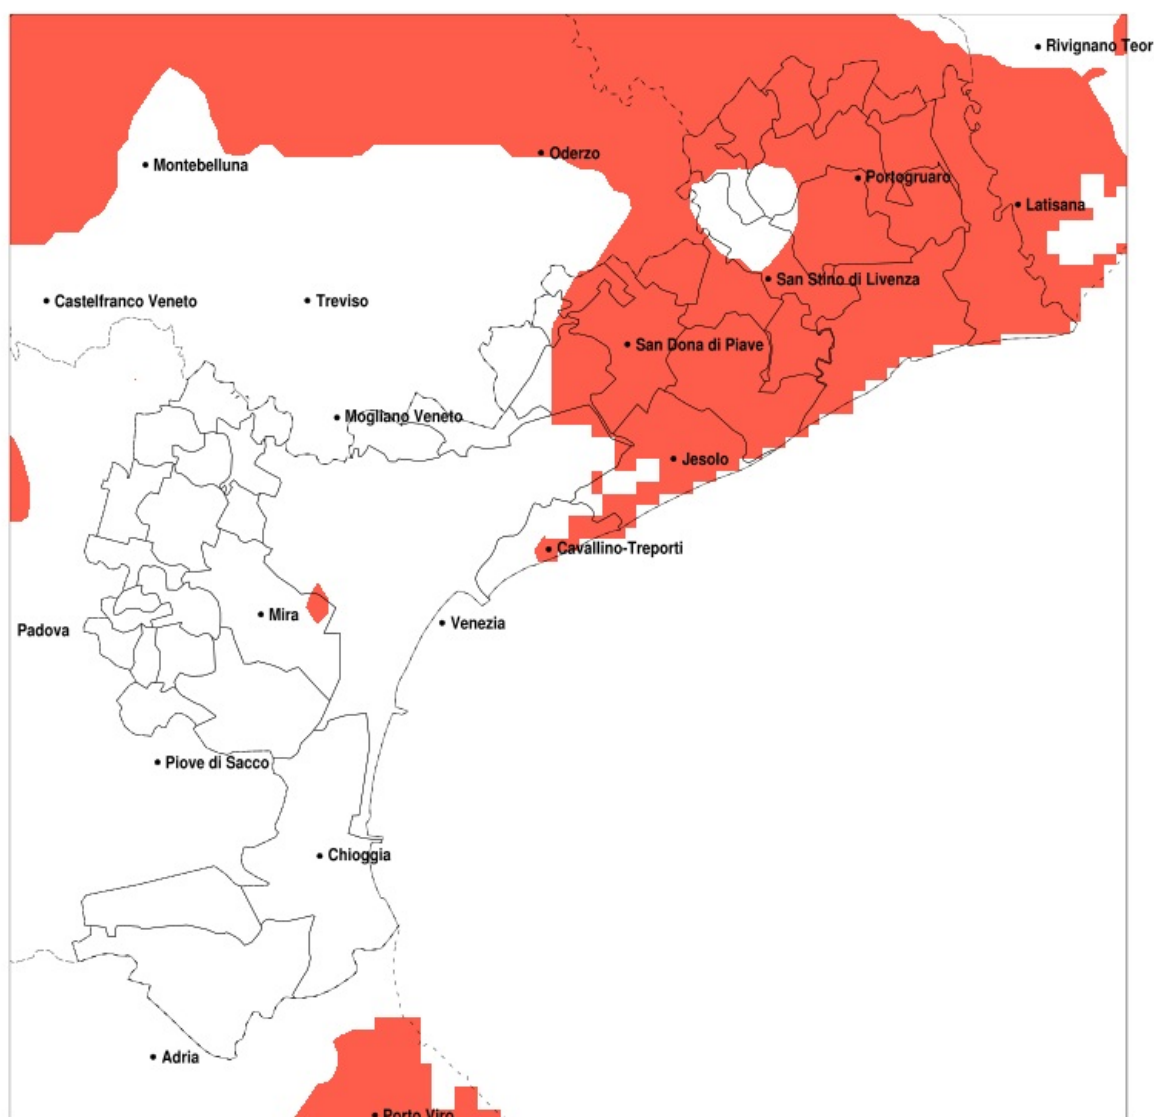 Rivignano Teor
Oderzo
Montebelluna
Portogruaro
Latisana
San Stino di Livenza
Castelfranco Veneto
Treviso
San Dona di Piave
Mogliano Veneto
Jesolo
Cavallino-Treporti
Mira
Venezia
Padova
Piove di Sacco
Chioggia
Adria
Porto Viro